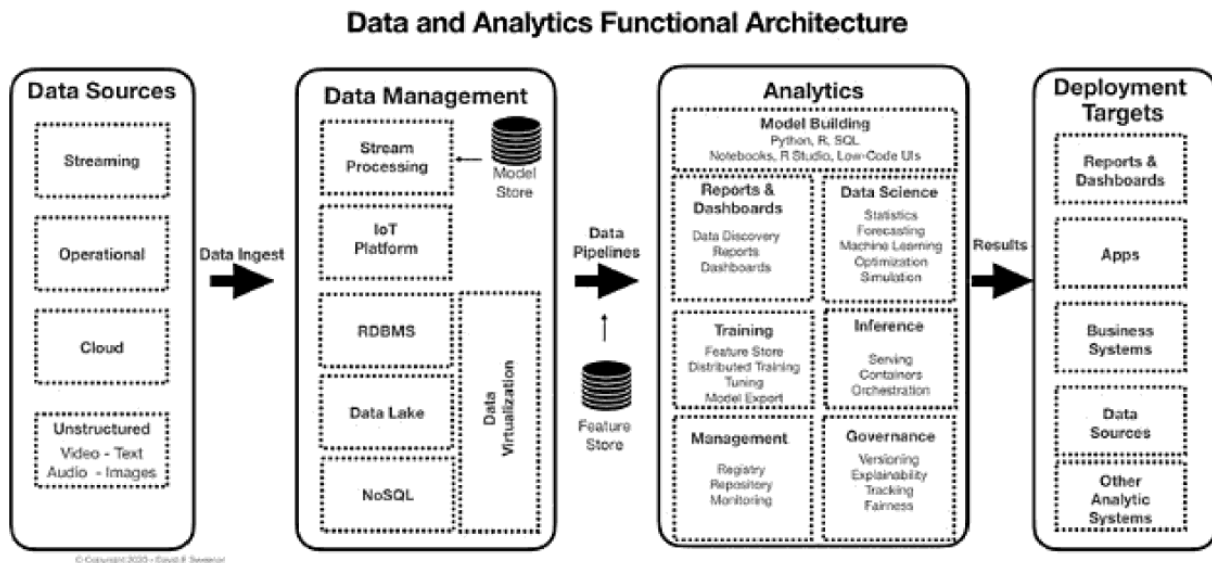 Data and Analytics Functional Architecture
Data Sources
Streaming
Operational
Cloud
Unstructured
Video - Text
Audio - Images
Data Ingest
Data Management
Stream
Processing
Model
Store
IoT
Platform
RDBMS
Data Lake
NoSQL
Data
Virtualization
Data
Pipelines
Feature
Store
Analytics
Model Building
Python, R, SQL
Notebooks, R Studio, Low-Code UIs
Reports &
Dashboards
Data Discovery
Reports
Dashboards
Data Science
Statistics
Forecasting
Machine Learning
Optimization
Simulation
Training
Feature Store
Distributed Training
Tuning
Model Export
Inference
Serving
Containers
Orchestration
Management
Registry
Repository
Monitoring
Governance
Versioning
Explainability
Tracking
Fairness
Results
Deployment
Targets
Reports &
Dashboards
Apps
Business
Systems
Data
Sources
Other
Analytic
Systems
© Copyright 2020 - David